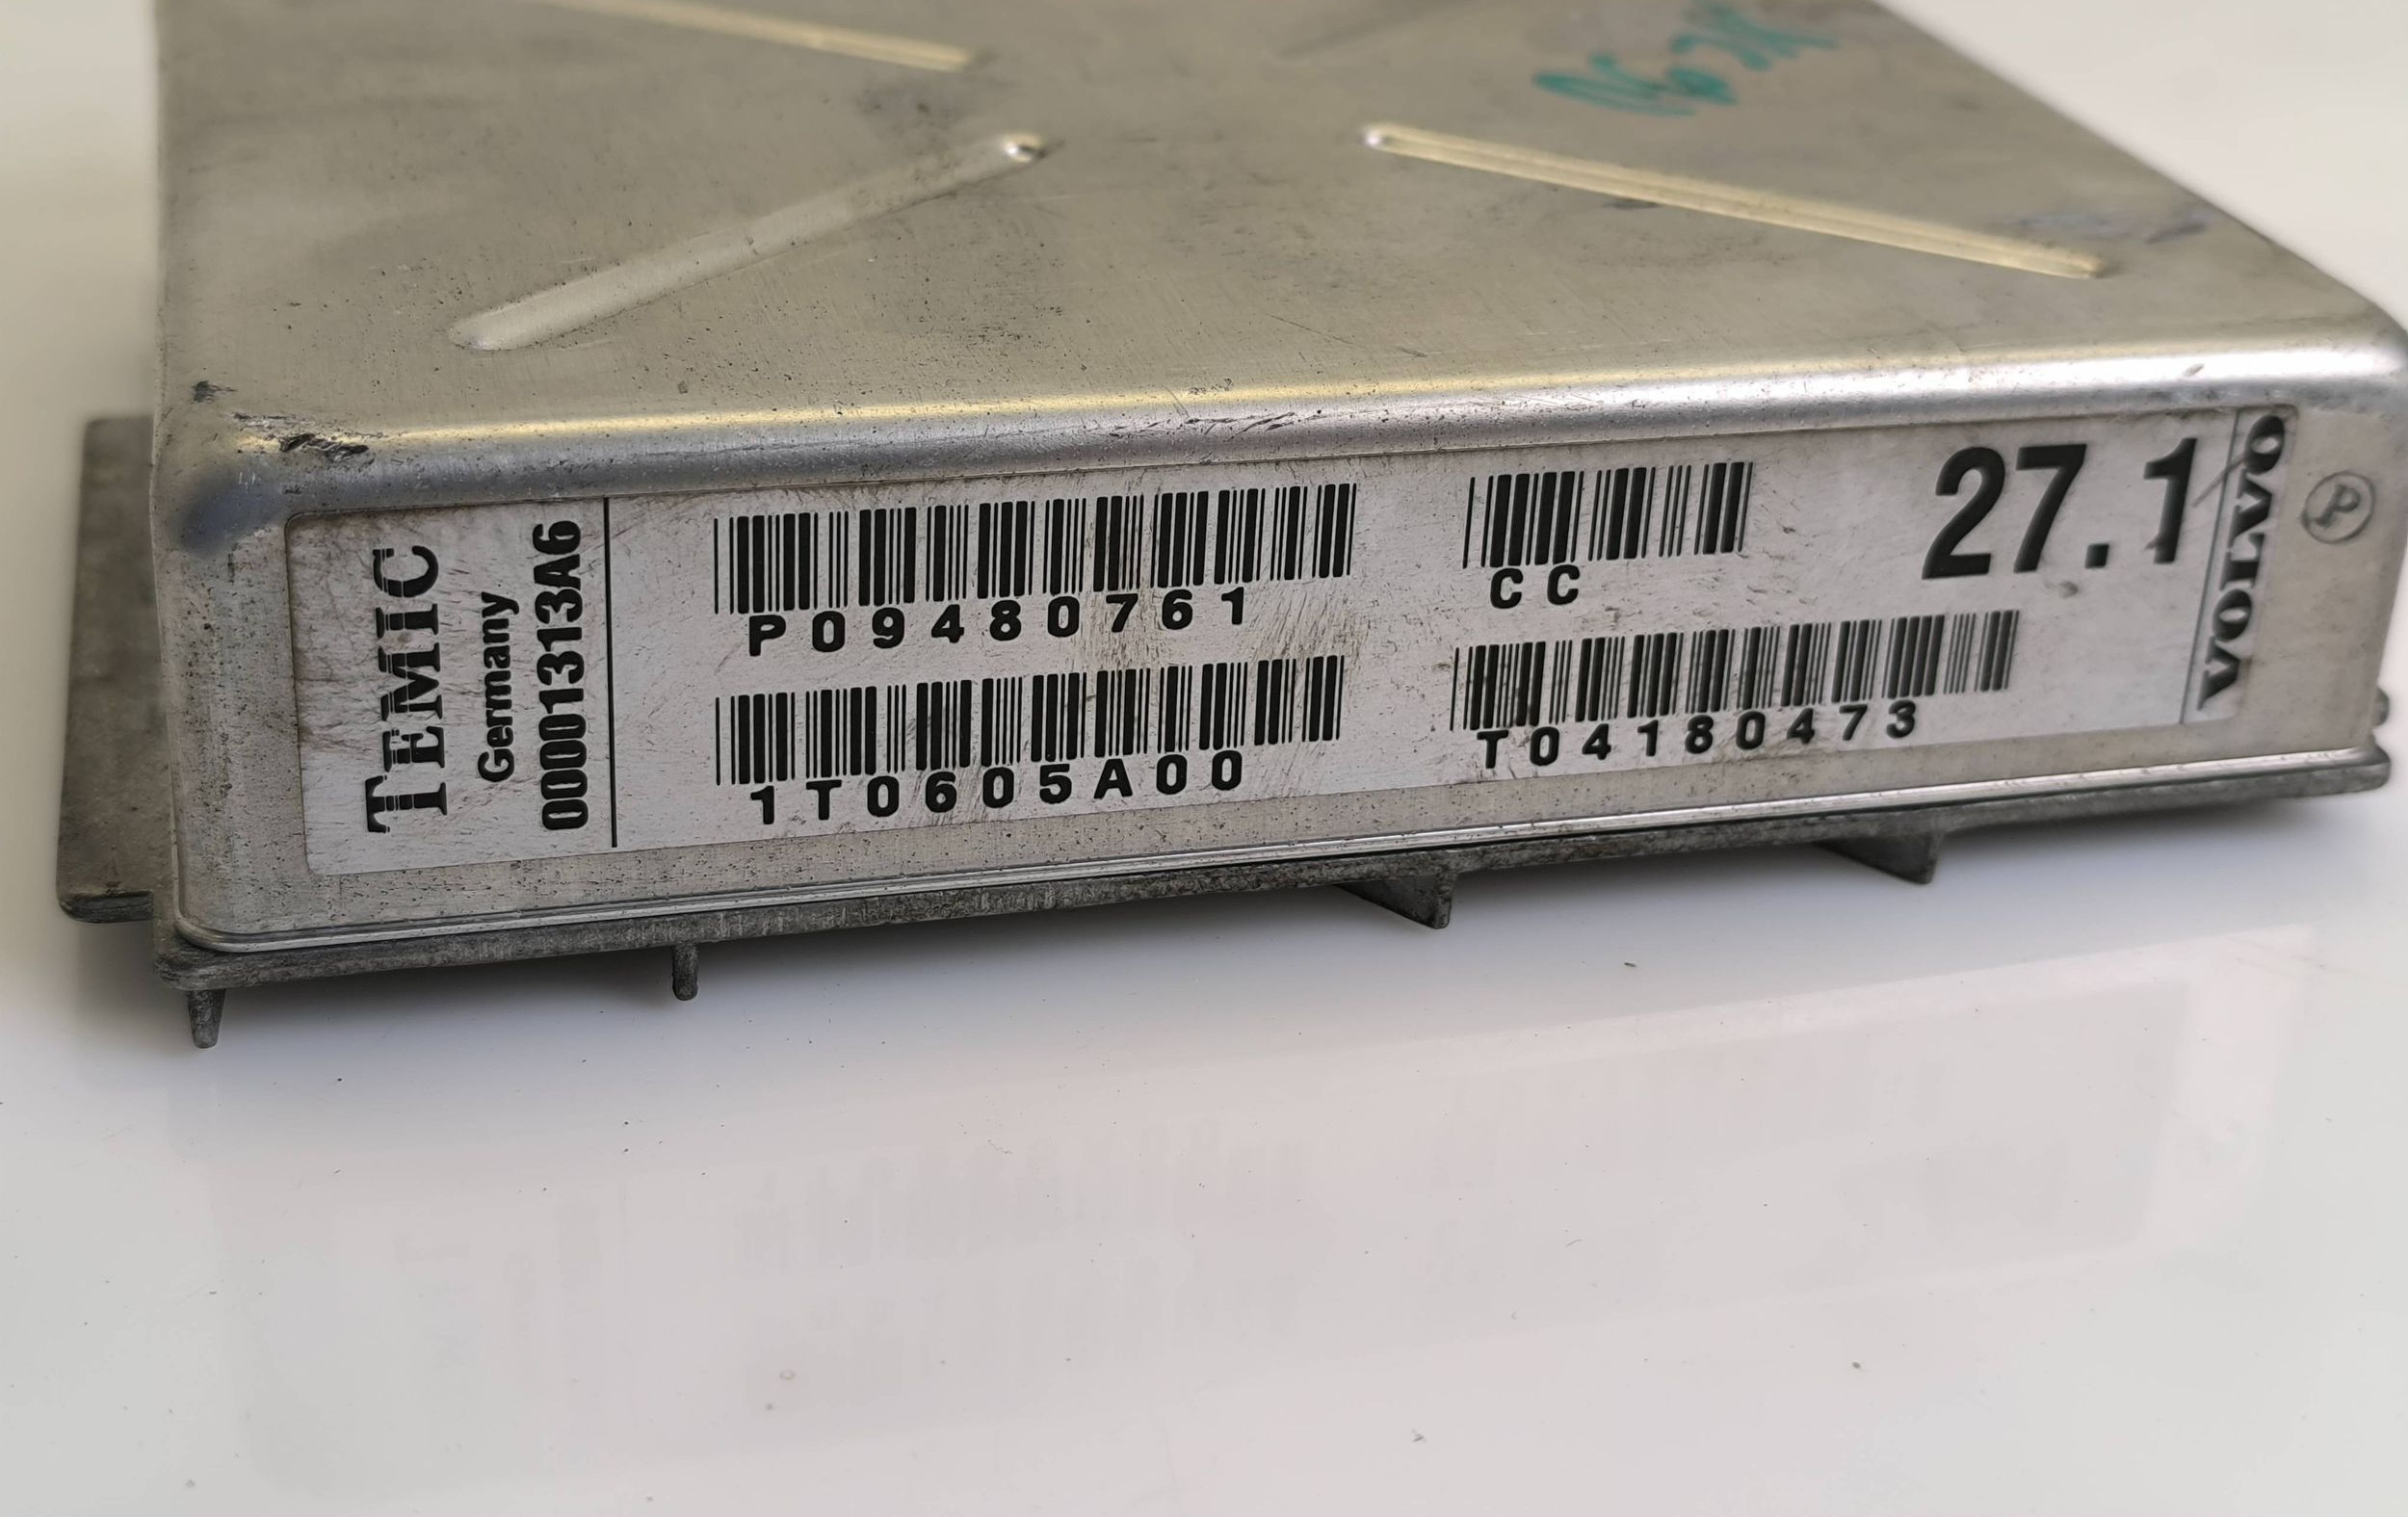 TEMIC
Germany
00001313A6
P09480761
1T0605A00
CC
T04180473
27.1
VOLVO
P